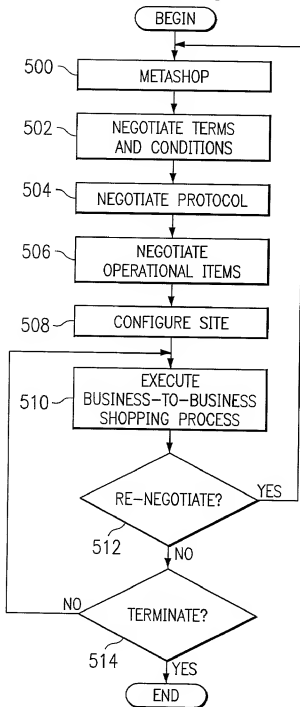 BEGIN
500
METASHOP
502
NEGOTIATE TERMS
AND CONDITIONS
504
NEGOTIATE PROTOCOL
506
NEGOTIATE
OPERATIONAL ITEMS
508
CONFIGURE SITE
510
EXECUTE
BUSINESS-TO-BUSINESS
SHOPPING PROCESS
RE-NEGOTIATE?
YES
512
NO
NO
TERMINATE?
514
YES
END